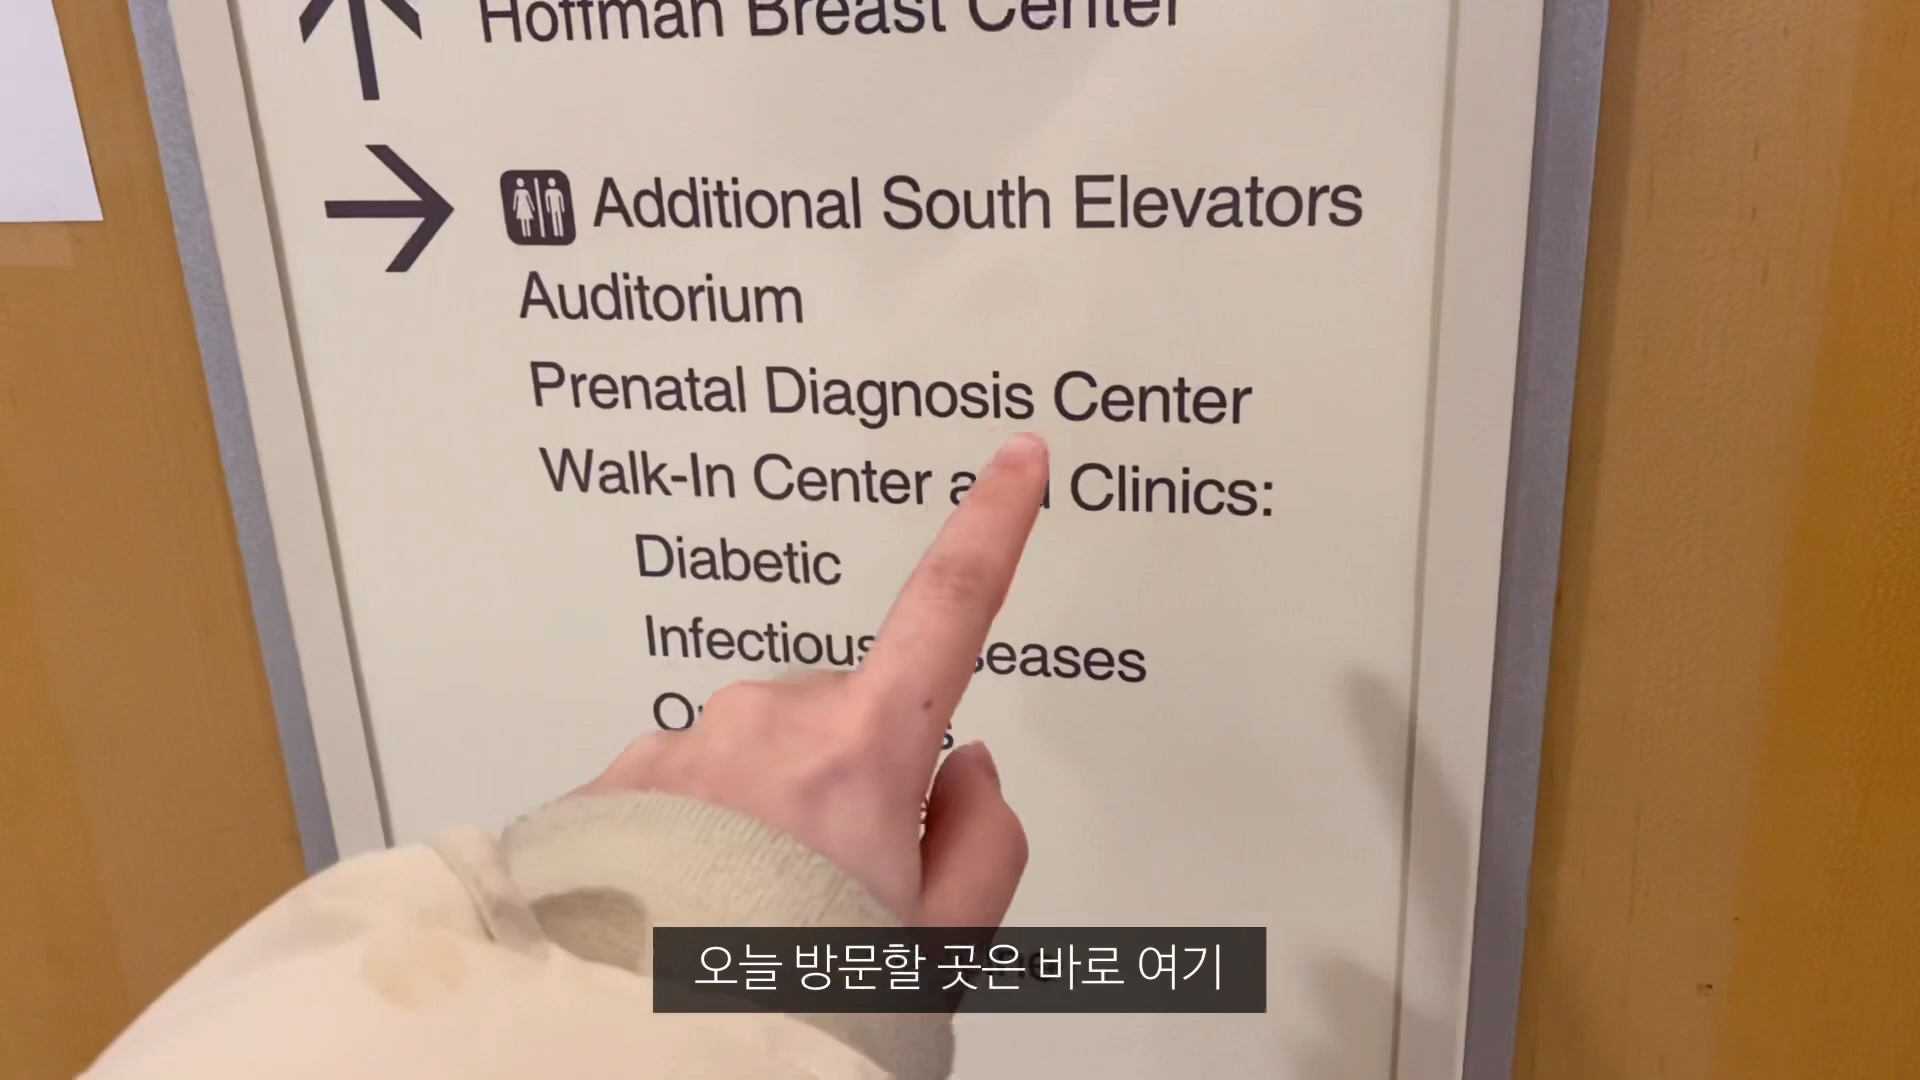 Hoffman Breast Center
Additional South Elevators
Auditorium
Prenatal Diagnosis Center
Walk-In Center Clinics:
Diabetic
Infectious
오늘 방문할 곳은 바로 여기